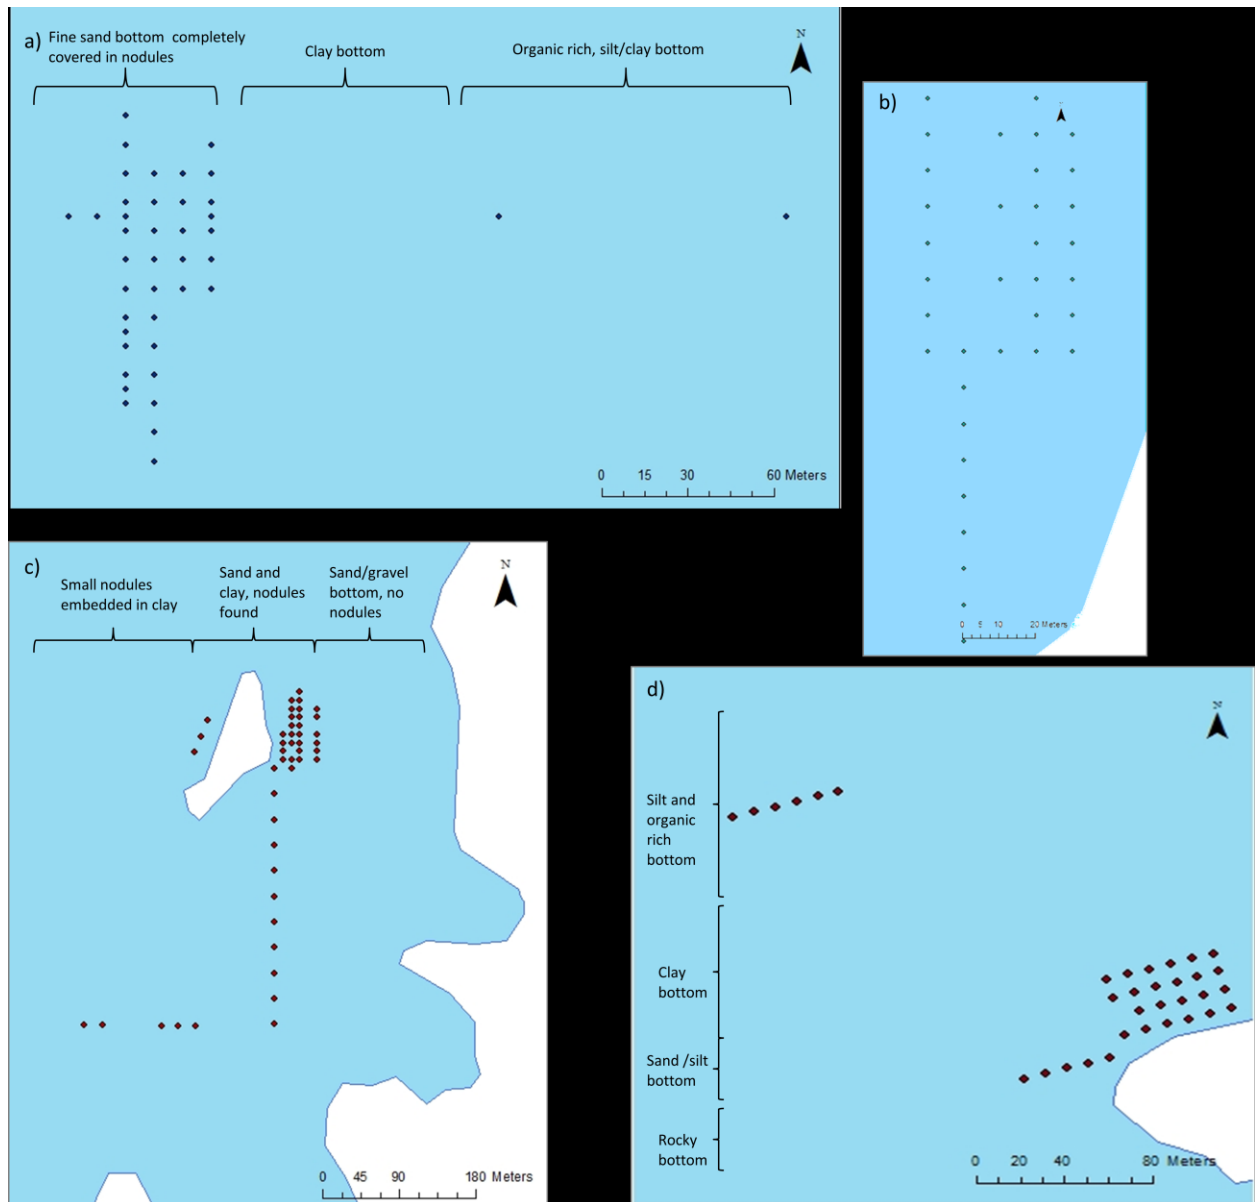 a)
Fine sand bottom completely
covered in nodules
Clay bottom
Organic rich, silt/clay bottom
N
0 15 30 60 Meters
b)
0 5 10 20 Meters
c)
Small nodules
embedded in clay
Sand and
clay, nodules
found
Sand/gravel
bottom, no
nodules
N
0 45 90 180 Meters
d)
N
Silt and
organic
rich
bottom
Clay
bottom
Sand /silt
bottom
Rocky
bottom
0 20 40 80 Meters